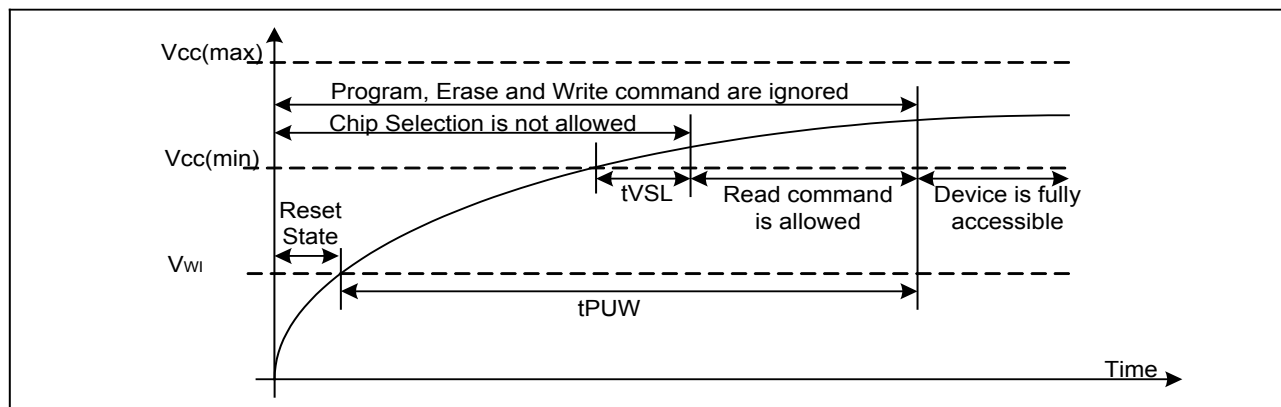 Vcc(max)
Program, Erase and Write command are ignored
Chip Selection is not allowed
Vcc(min)
tVSL
Read command
is allowed
Device is fully
accessible
Reset
State
VWI
tPUW
Time